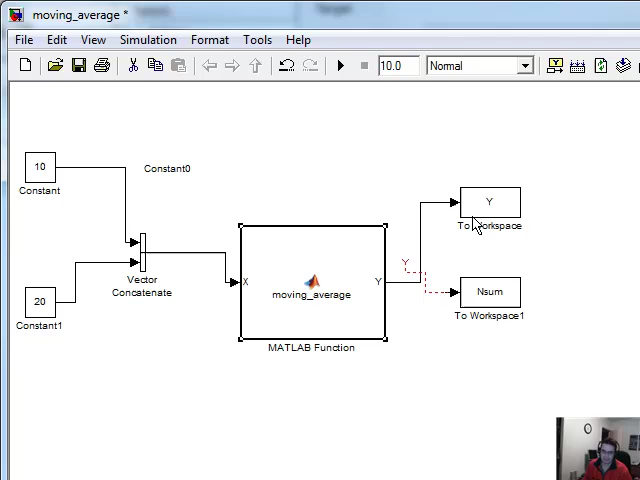 moving_average *
File Edit View Simulation Format Tools Help
10.0 Normal
10
Constant
Constant0
Y
To Workspace
Vector
Concatenate
X
moving_average
Y
Y
MATLAB Function
20
Constant1
Nsum
To Workspace1